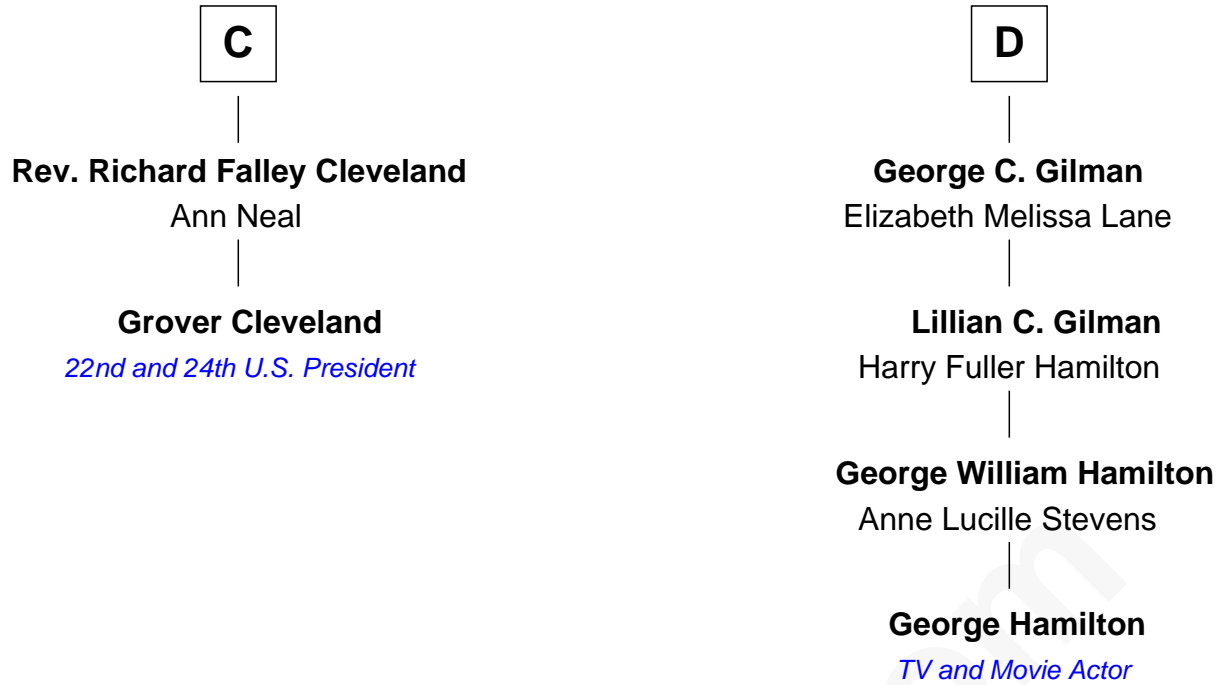 C
Rev. Richard Falley Cleveland
Ann Neal
Grover Cleveland
22nd and 24th U.S. President
D
George C. Gilman
Elizabeth Melissa Lane
Lillian C. Gilman
Harry Fuller Hamilton
George William Hamilton
Anne Lucille Stevens
George Hamilton
TV and Movie Actor